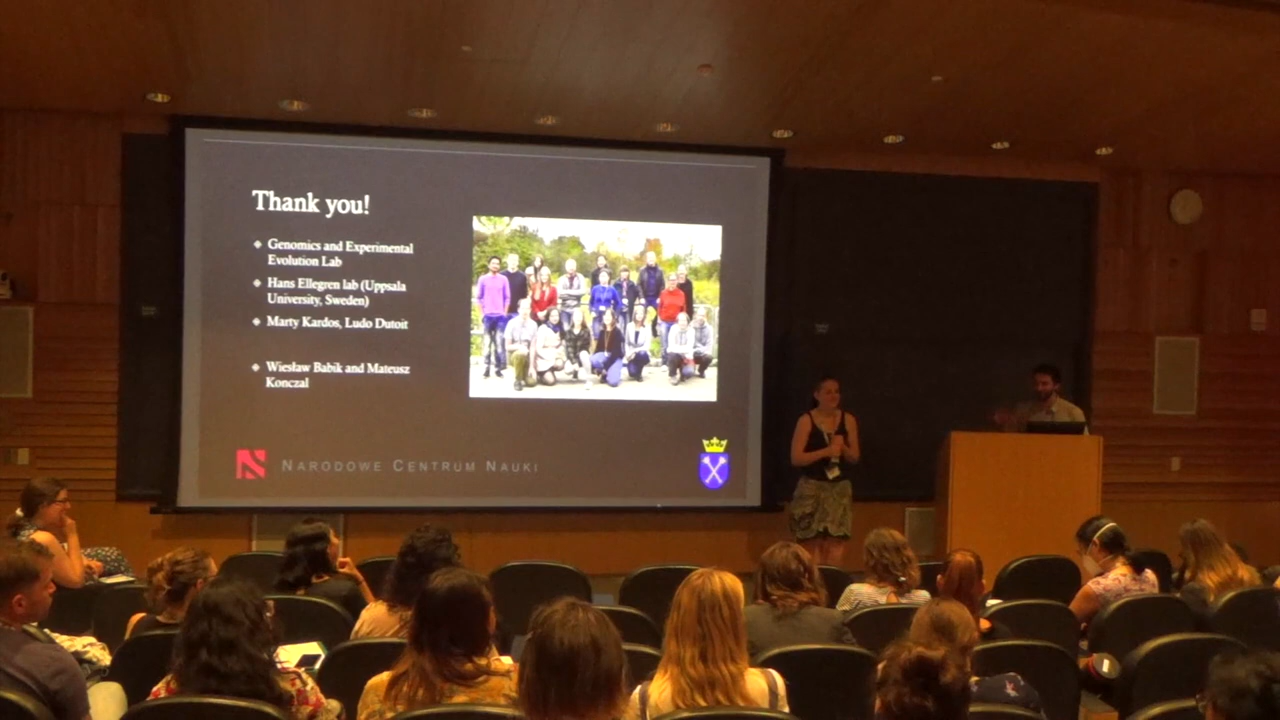 Thank you!
Genomics and Experimental
Evolution Lab
Hans Ellegren lab (Uppsala
University, Sweden)
Marty Kardos, Ludo Dutoit
Wiesław Babik and Mateusz
Konczal
NARODOWE CENTRUM NAUKI